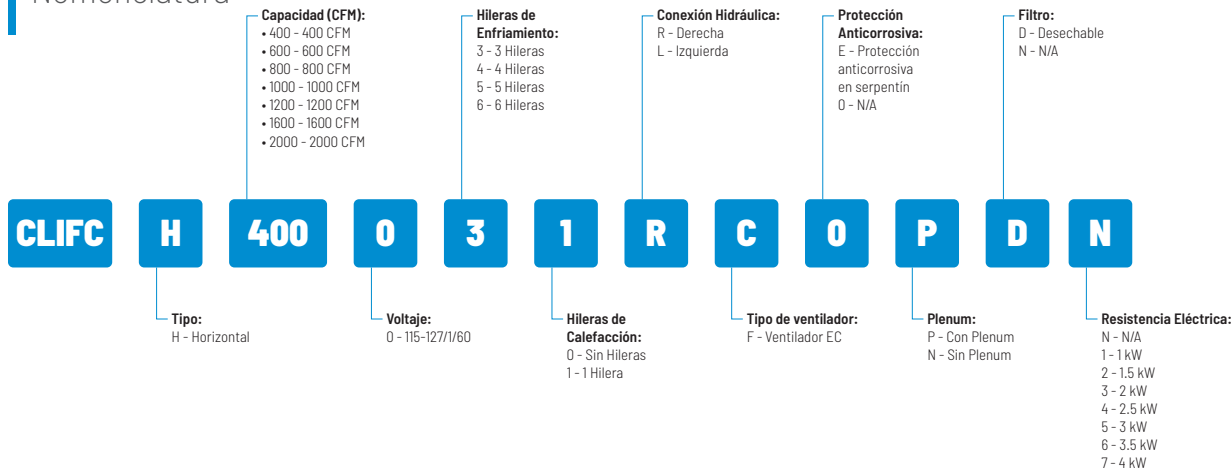 Nomenclatura
Capacidad (CFM):
• 400 - 400 CFM
• 600 - 600 CFM
• 800 - 800 CFM
• 1000 - 1000 CFM
• 1200 - 1200 CFM
• 1600 - 1600 CFM
• 2000 - 2000 CFM
Hileras de
Enfriamiento:
3 - 3 Hileras
4 - 4 Hileras
5 - 5 Hileras
6 - 6 Hileras
Conexión Hidráulica:
R - Derecha
L - Izquierda
Protección
Anticorrosiva:
E - Protección
anticorrosiva
en serpentín
0 - N/A
Filtro:
D - Desechable
N - N/A
CLIFC H 400 0 3 1 R C 0 P D N
Tipo:
H - Horizontal
Voltaje:
0 - 115-127/1/60
Hileras de
Calefacción:
0 - Sin Hileras
1 - 1 Hilera
Tipo de ventilador:
F - Ventilador EC
Plenum:
P - Con Plenum
N - Sin Plenum
Resistencia Eléctrica:
N - N/A
1 - 1 kW
2 - 1.5 kW
3 - 2 kW
4 - 2.5 kW
5 - 3 kW
6 - 3.5 kW
7 - 4 kW